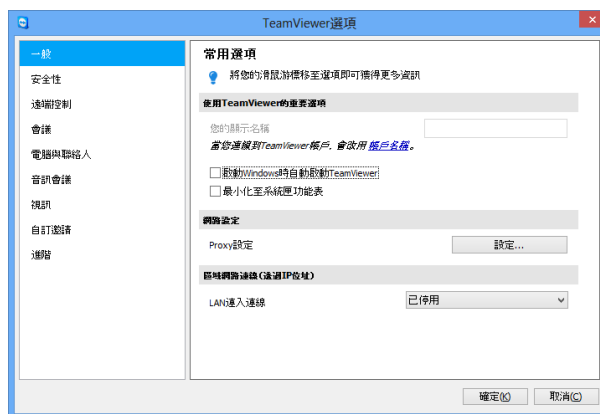 TeamViewer選項
一般
安全性
遠端控制
會議
電腦與聯絡人
音訊會議
視訊
自訂邀請
進階
常用選項
將您的滑鼠游標移至選項即可獲得更多資訊
使用TeamViewer的重要選項
您的顯示名稱
當您連線到TeamViewer帳戶，會改用 帳戶名稱。
啟動Windows時自動啟動TeamViewer
最小化至系統匣功能表
網路設定
Proxy設定
設定...
區域網路連線(透過IP位址)
LAN連入連線
已停用
確定(K)
取消(C)